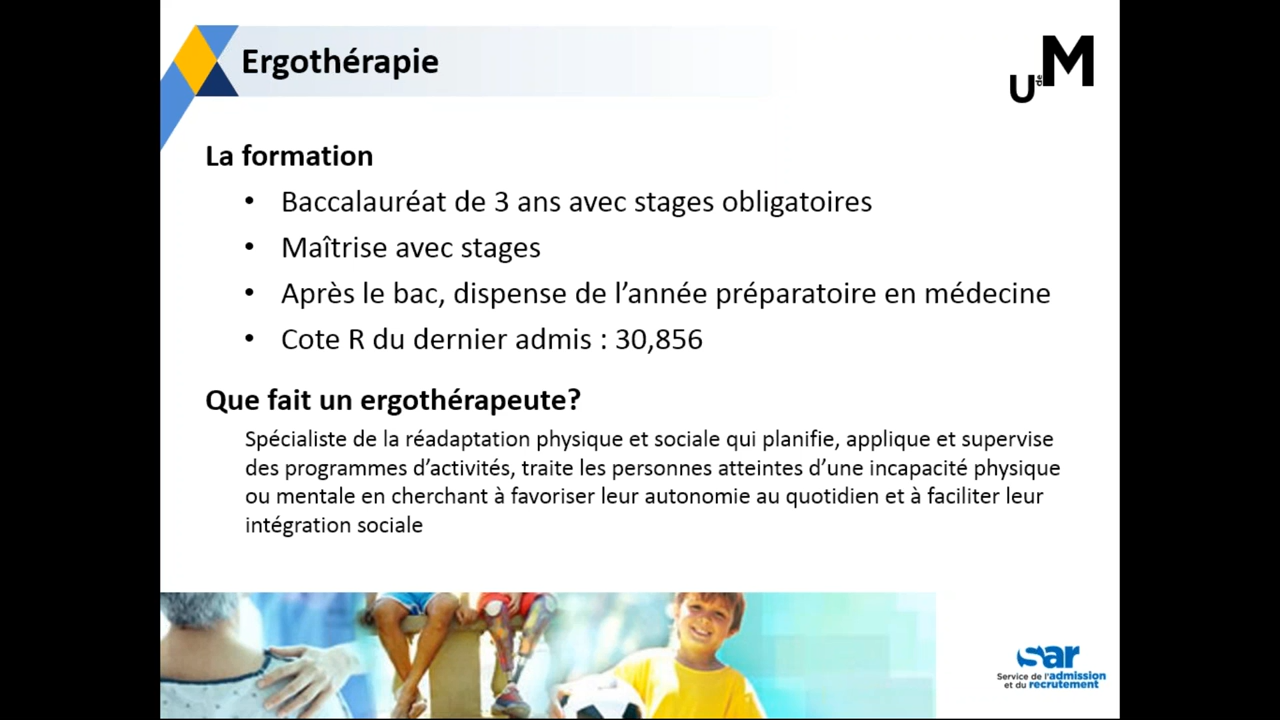 Ergothérapie
U de M
La formation
• Baccalauréat de 3 ans avec stages obligatoires
• Maîtrise avec stages
• Après le bac, dispense de l’année préparatoire en médecine
• Cote R du dernier admis : 30,856
Que fait un ergothérapeute?
Spécialiste de la réadaptation physique et sociale qui planifie, applique et supervise
des programmes d’activités, traite les personnes atteintes d’une incapacité physique
ou mentale en cherchant à favoriser leur autonomie au quotidien et à faciliter leur
intégration sociale
sar
Service de l'admission
et du recrutement